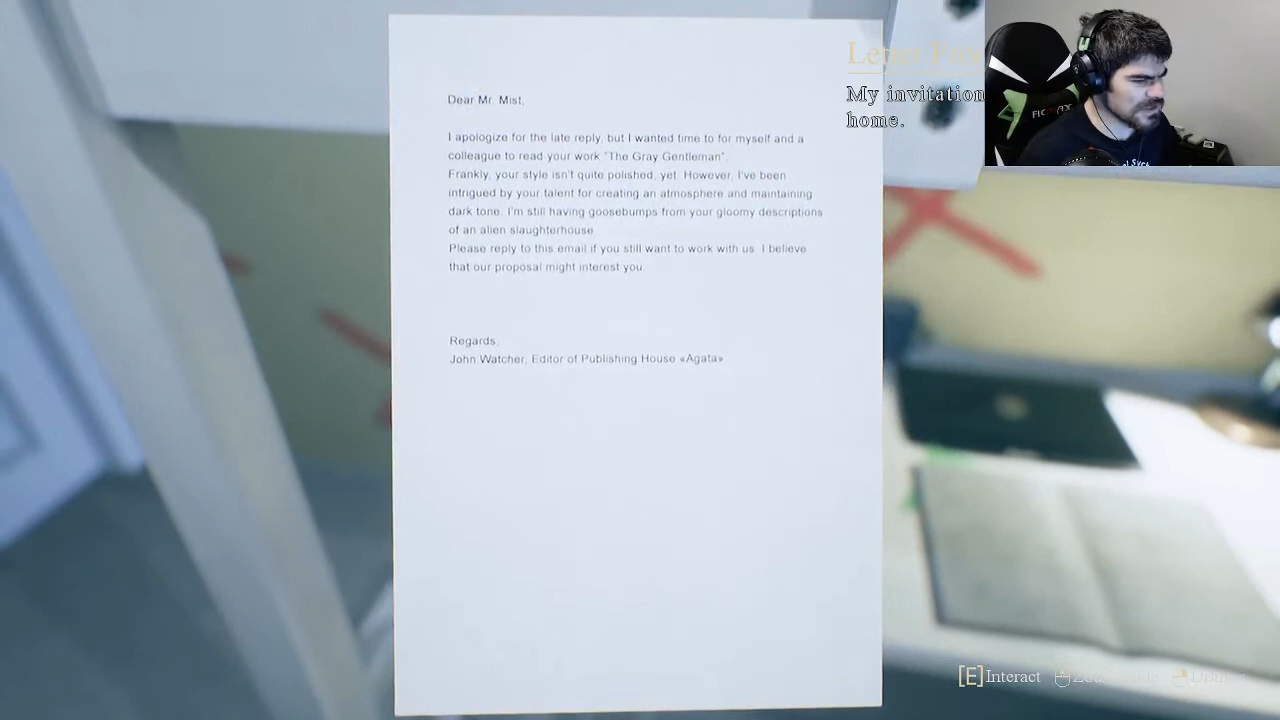 Dear Mr. Mist,
I apologize for the late reply, but I wanted time to for myself and a
colleague to read your work "The Gray Gentleman".
Frankly, your style isn't quite polished, yet. However, I've been
intrigued by your talent for creating an atmosphere and maintaining
dark tone. I'm still having goosebumps from your gloomy descriptions
of an alien slaughterhouse.
Please reply to this email if you still want to work with us. I believe
that our proposal might interest you.
Regards,
John Watcher, Editor of Publishing House «Agata»
Letter
My invitation
home.
[E]Interact